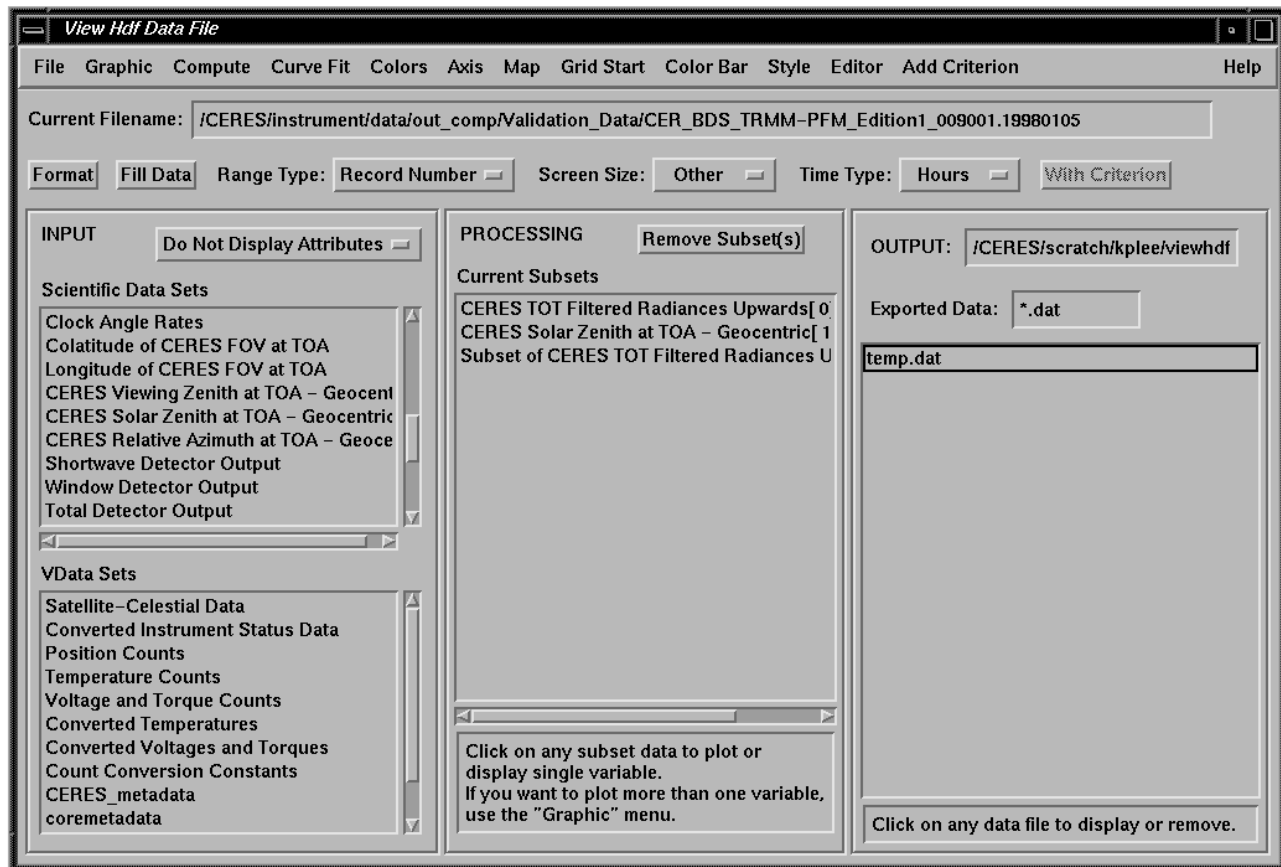 View Hdf Data File
File Graphic Compute Curve Fit Colors Axis Map Grid Start Color Bar Style Editor Add Criterion Help
Current Filename: /CERES/instrument/data/out_comp/Validation_Data/CER_BDS_TRMM-PFM_Edition1_009001.19980105
Format Fill Data Range Type: Record Number Screen Size: Other Time Type: Hours With Criterion
INPUT Do Not Display Attributes
Scientific Data Sets
Clock Angle Rates
Colatitude of CERES FOV at TOA
Longitude of CERES FOV at TOA
CERES Viewing Zenith at TOA - Geocent
CERES Solar Zenith at TOA - Geocentric
CERES Relative Azimuth at TOA - Geoce
Shortwave Detector Output
Window Detector Output
Total Detector Output
VData Sets
Satellite-Celestial Data
Converted Instrument Status Data
Position Counts
Temperature Counts
Voltage and Torque Counts
Converted Temperatures
Converted Voltages and Torques
Count Conversion Constants
CERES_metadata
coremetadata
PROCESSING Remove Subset(s)
Current Subsets
CERES TOT Filtered Radiances Upwards[ 0]
CERES Solar Zenith at TOA - Geocentric[ 1
Subset of CERES TOT Filtered Radiances U
Click on any subset data to plot or
display single variable.
If you want to plot more than one variable,
use the "Graphic" menu.
OUTPUT: /CERES/scratch/kplee/viewhdf
Exported Data: *.dat
temp.dat
Click on any data file to display or remove.